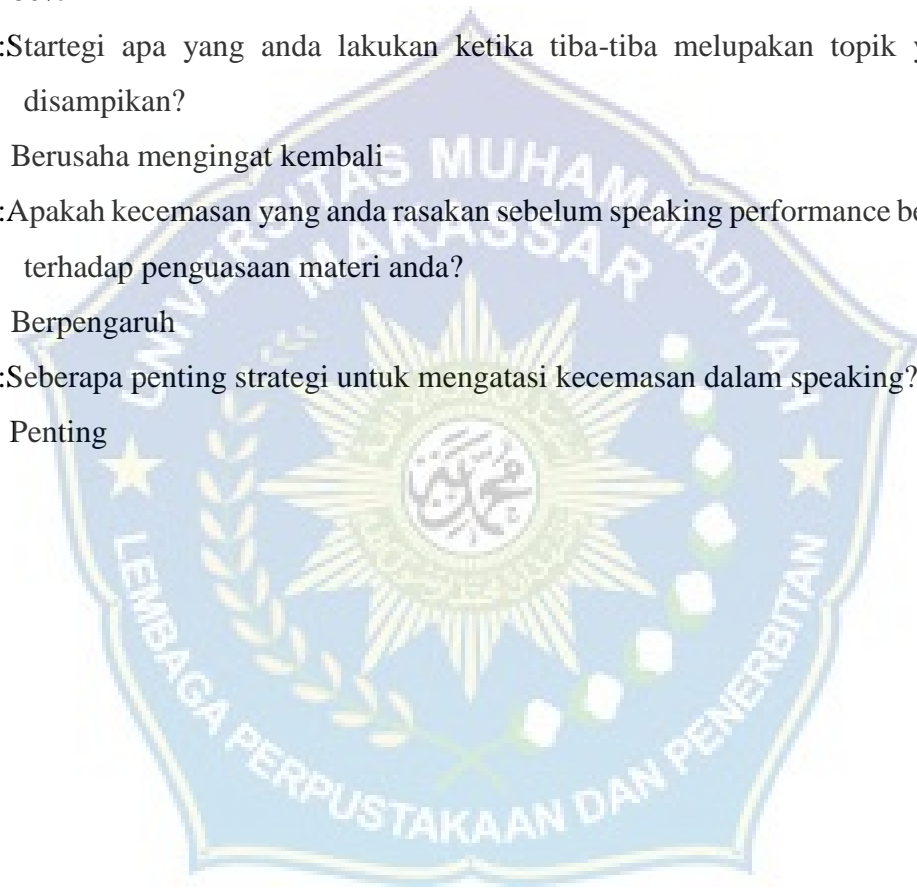 :Startegi apa yang anda lakukan ketika tiba-tiba melupakan topik
disampikan?
Berusaha mengingat kembali
:Apakah kecemasan yang anda rasakan sebelum speaking performance
terhadap penguasaan materi anda?
Berpengaruh
:Seberapa penting strategi untuk mengatasi kecemasan dalam speaking?
Penting
UNIVERSITAS MUHAMMADIYAH
MAKASSAR
LEMBAGA PERPUSTAKAAN DAN PENERBITAN